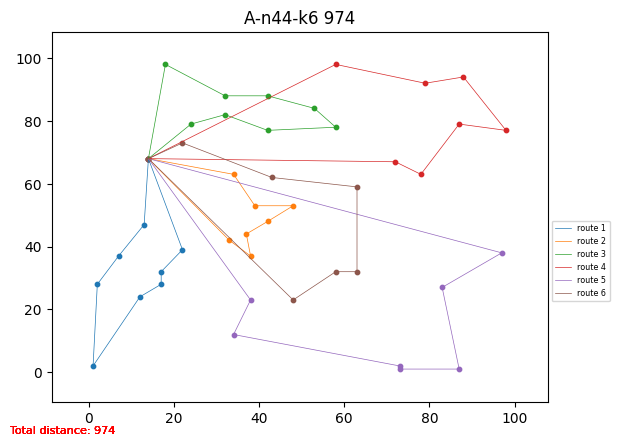 A-n44-k6 974
100
80
60
40
20
0
0 20 40 60 80 100
route 1
route 2
route 3
route 4
route 5
route 6
Total distance: 974